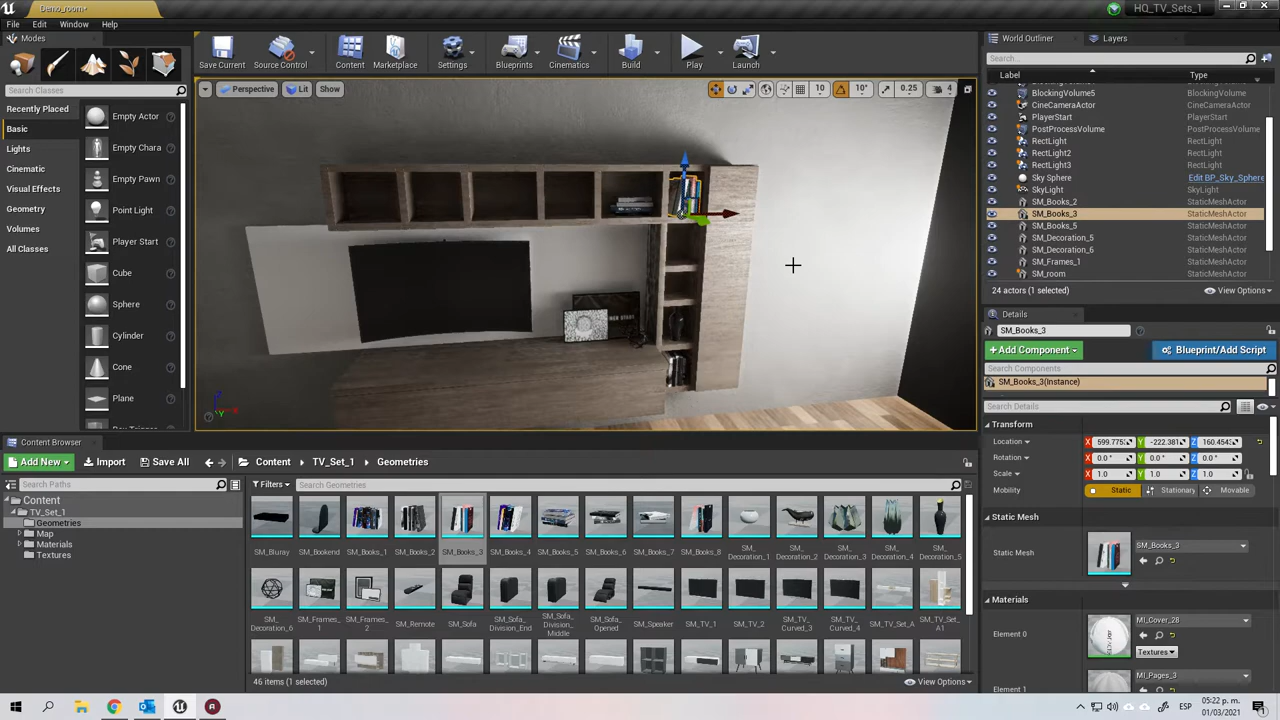 Demo_room*
HQ_TV_Sets_1
File Edit Window Help
Modes
Search Classes
Recently Placed
Basic
Lights
Cinematic
Visual Effects
Geometry
Volumes
All Classes
Empty Actor
Empty Chara
Empty Pawn
Point Light
Player Start
Cube
Sphere
Cylinder
Cone
Plane
Save Current
Source Control
Content
Marketplace
Settings
Blueprints
Cinematics
Build
Play
Launch
Perspective
Lit
Show
10
10°
0.25
4
World Outliner
Layers
Search...
Label Type
BlockingVolume5 BlockingVolume
CineCameraActor CineCameraActor
PlayerStart PlayerStart
PostProcessVolume PostProcessVolume
RectLight RectLight
RectLight2 RectLight
RectLight3 RectLight
Sky Sphere Edit BP_Sky_Sphere
SkyLight SkyLight
SM_Books_2 StaticMeshActor
SM_Books_3 StaticMeshActor
SM_Books_5 StaticMeshActor
SM_Decoration_5 StaticMeshActor
SM_Decoration_6 StaticMeshActor
SM_Frames_1 StaticMeshActor
SM_room StaticMeshActor
24 actors (1 selected)
View Options
Details
SM_Books_3
Add Component
Blueprint/Add Script
Search Components
SM_Books_3(Instance)
Search Details
Transform
Location X 599.775 Y -222.381 Z 160.454
Rotation X 0.0° Y 0.0° Z 0.0°
Scale X 1.0 Y 1.0 Z 1.0
Mobility Static Stationary Movable
Static Mesh
Static Mesh SM_Books_3
Materials
Element 0 MI_Cover_28
Textures
Element 1 MI_Pages_3
Content Browser
Add New
Import
Save All
Content
TV_Set_1
Geometries
Search Paths
Filters
Search Geometries
Content
TV_Set_1
Geometries
Map
Materials
Textures
SM_Bluray
SM_Bookend
SM_Books_1
SM_Books_2
SM_Books_3
SM_Books_4
SM_Books_5
SM_Books_6
SM_Books_7
SM_Books_8
SM_Decoration_1
SM_Decoration_2
SM_Decoration_3
SM_Decoration_4
SM_Decoration_5
SM_Decoration_6
SM_Frames_1
SM_Frames_2
SM_Remote
SM_Sofa
SM_Sofa_Division_End
SM_Sofa_Division_Middle
SM_Sofa_Opened
SM_Speaker
SM_TV_1
SM_TV_2
SM_TV_Curved_3
SM_TV_Curved_4
SM_TV_Set_A
SM_TV_Set_A1
46 items (1 selected)
View Options
ESP
05:22 p. m.
01/03/2021